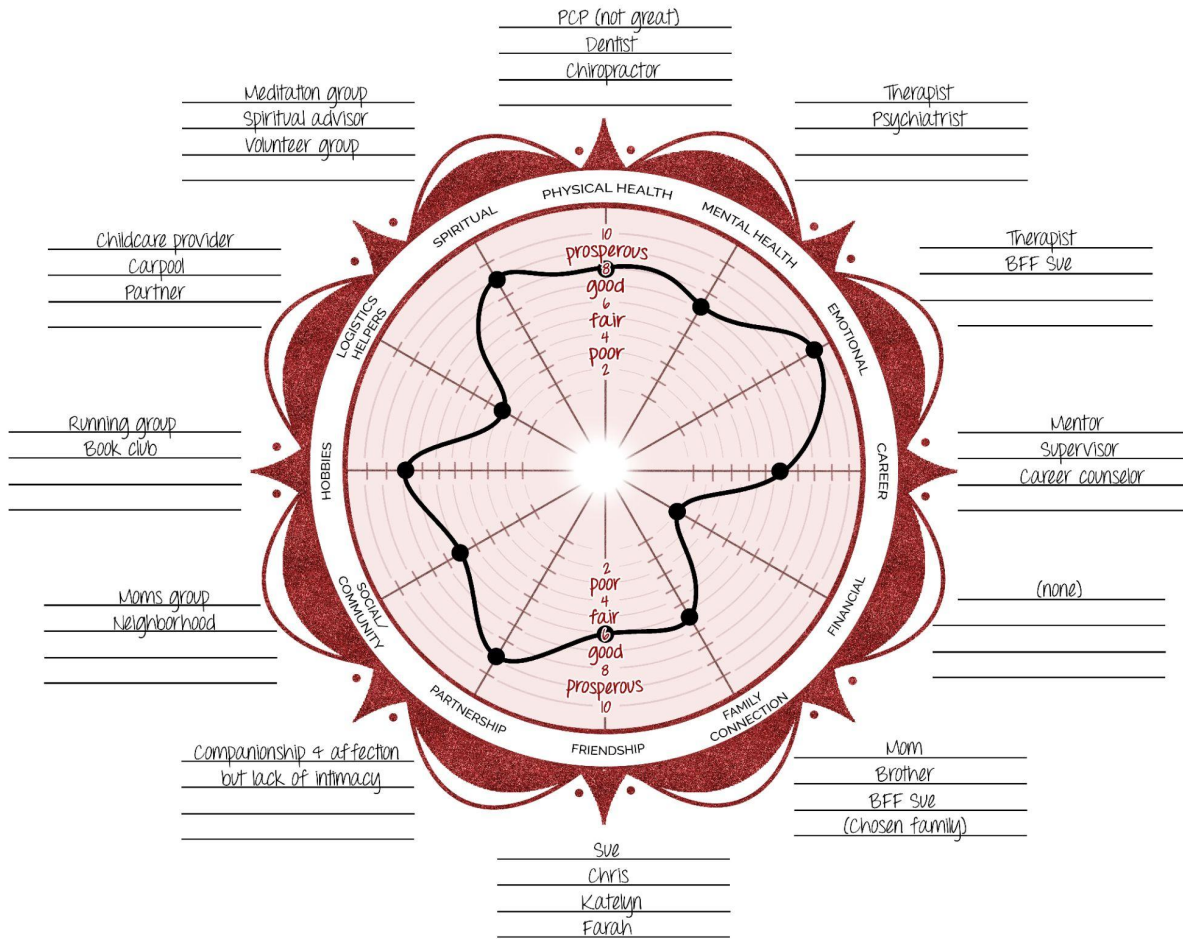 PCP (not great)
Dentist
Chiropractor
Meditation group
Spiritual advisor
Volunteer group
Therapist
Psychiatrist
Childcare provider
Carpool
Partner
Therapist
BFF Sue
Running group
Book club
Mentor
Supervisor
Career counselor
Moms group
Neighborhood
(none)
Companionship & affection
but lack of intimacy
Mom
Brother
BFF Sue
(Chosen family)
Sue
Chris
Katelyn
Farah
PHYSICAL HEALTH
MENTAL HEALTH
EMOTIONAL
CAREER
FINANCIAL
FAMILY
CONNECTION
FRIENDSHIP
PARTNERSHIP
SOCIAL/
COMMUNITY
HOBBIES
LOGISTICS
HELPERS
SPIRITUAL
10
prosperous
8
good
6
fair
4
poor
2
2
poor
4
fair
6
good
8
prosperous
10